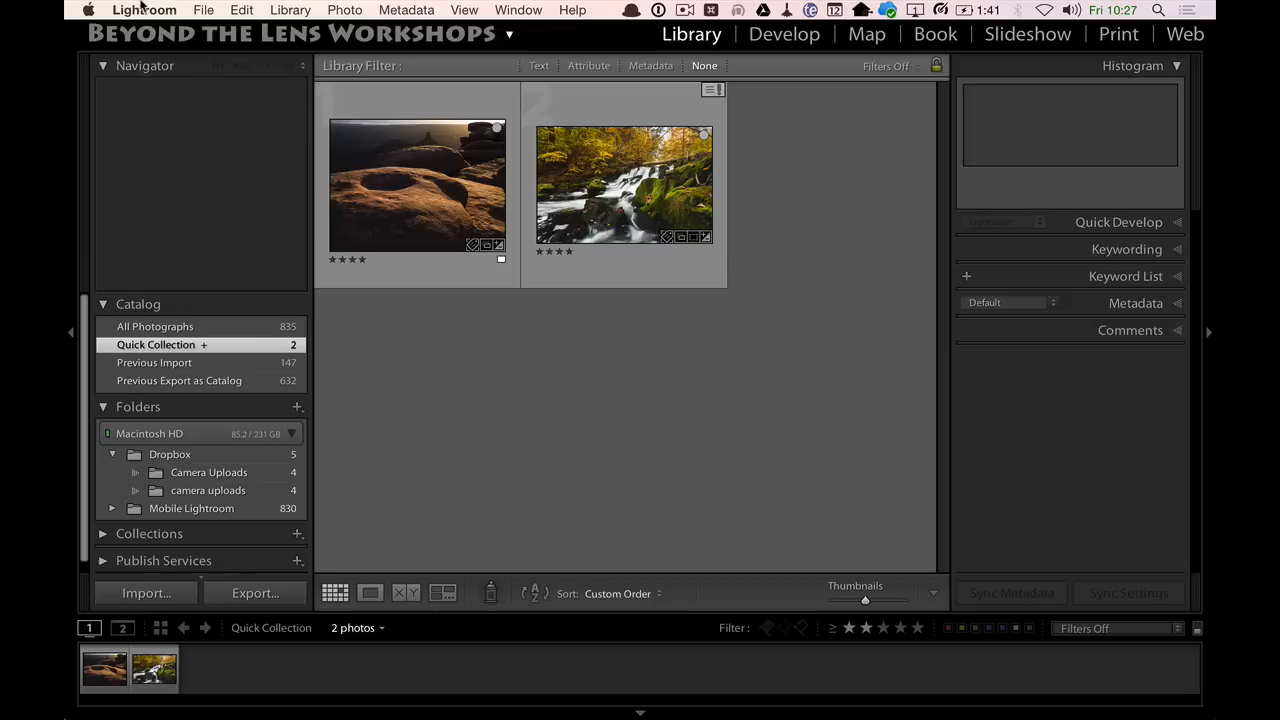 Lightroom File Edit Library Photo Metadata View Window Help 12 1:41 Fri 10:27
BEYOND THE LENS WORKSHOPS Library Develop Map Book Slideshow Print Web
Navigator
Library Filter : Text Attribute Metadata None Filters Off
Histogram
Lightroom Quick Develop
Keywording
+ Keyword List
Default Metadata
Comments
Catalog
All Photographs 835
Quick Collection + 2
Previous Import 147
Previous Export as Catalog 632
Folders +
Macintosh HD 85.2 / 231 GB
Dropbox 5
Camera Uploads 4
camera uploads 4
Mobile Lightroom 830
Collections +
Publish Services +
Import... Export...
X Y A Z Sort: Custom Order Thumbnails
Sync Metadata Sync Settings
1 2 Quick Collection 2 photos Filter : ≥ Filters Off